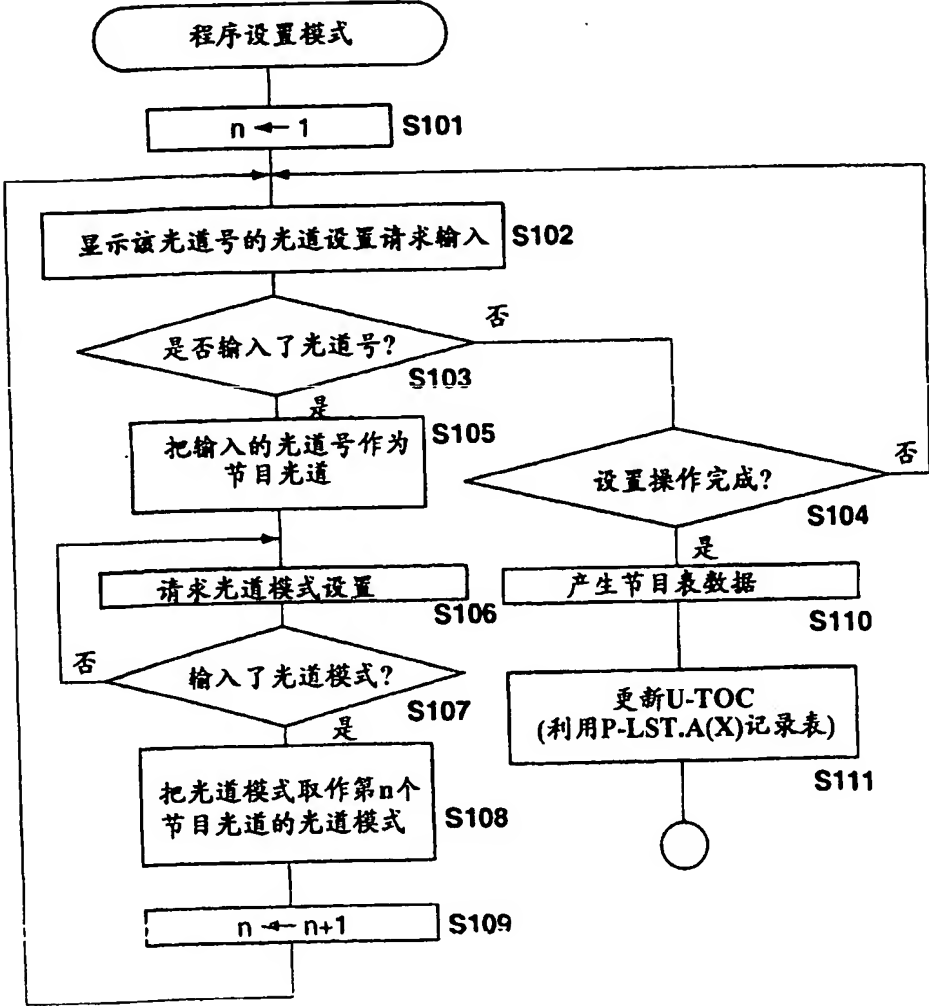 程序设置模式
n ← 1
S101
显示该光道号的光道设置请求输入
S102
是否输入了光道号?
否
S103
是
把输入的光道号作为
节目光道
S105
设置操作完成?
否
S104
是
请求光道模式设置
S106
产生节目表数据
S110
输入了光道模式?
否
S107
是
更新U-TOC
(利用P-LST.A(X)记录表)
S111
把光道模式取作第n个
节目光道的光道模式
S108
n ← n+1
S109